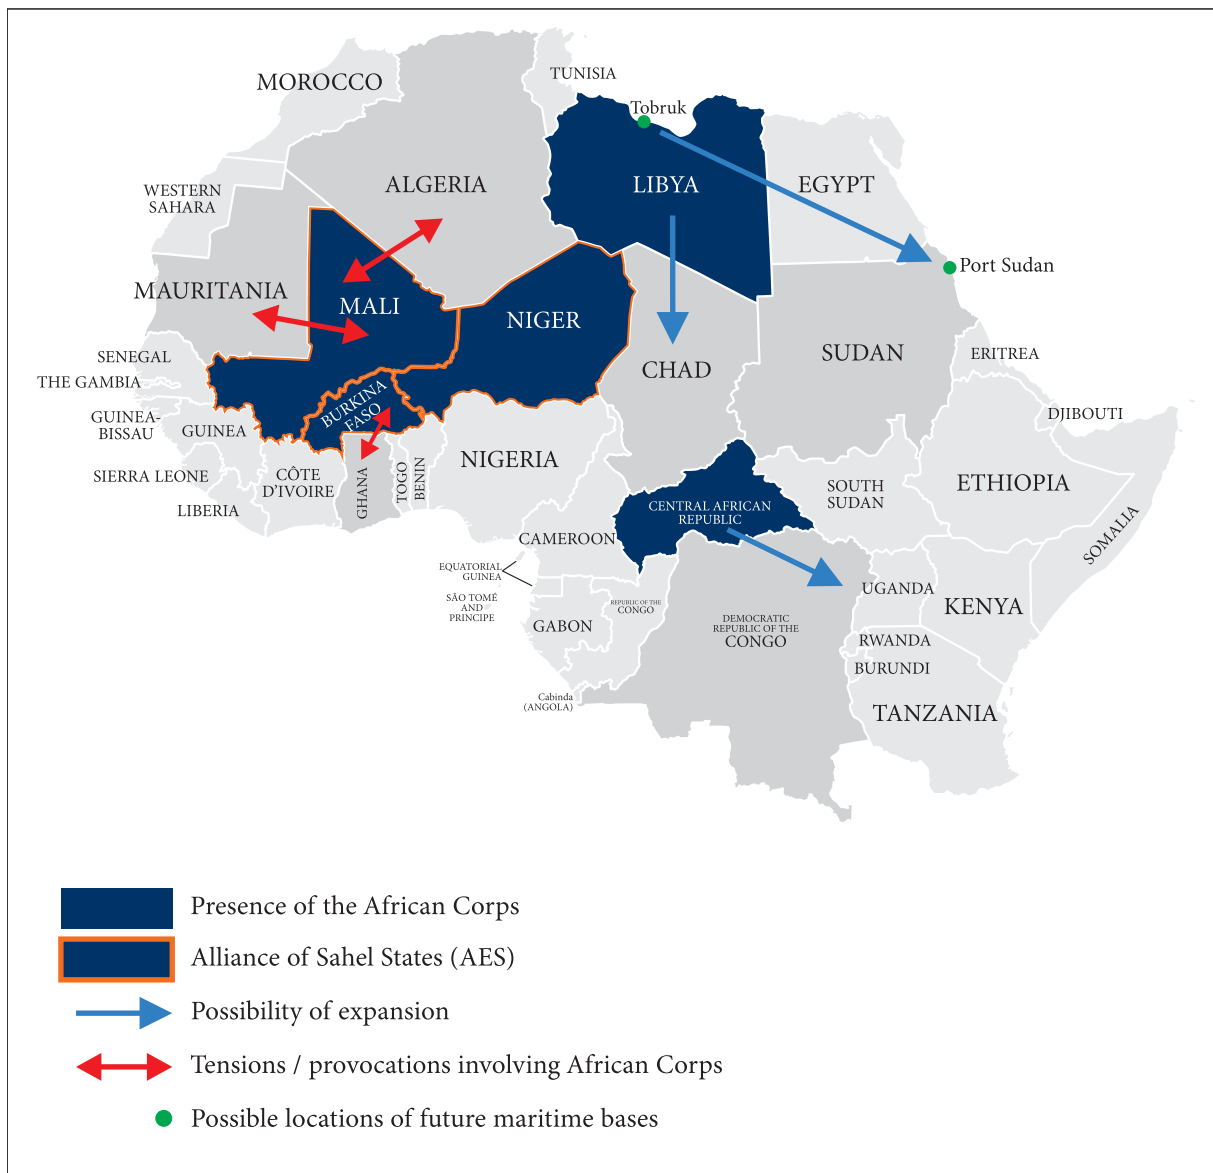 MOROCCO
TUNISIA
Tobruk
ALGERIA
LIBYA
EGYPT
WESTERN
SAHARA
Port Sudan
MAURITANIA
MALI
NIGER
SUDAN
CHAD
ERITREA
SENEGAL
THE GAMBIA
BURKINA
FASO
DJIBOUTI
GUINEA-
BISSAU
GUINEA
NIGERIA
SIERRA LEONE
CÔTE
D'IVOIRE
GHANA
TOGO
BENIN
SOUTH
SUDAN
ETHIOPIA
LIBERIA
CENTRAL AFRICAN
REPUBLIC
SOMALIA
CAMEROON
EQUATORIAL
GUINEA
SÃO TOMÉ
AND
PRINCIPE
REPUBLIC OF THE
CONGO
GABON
DEMOCRATIC
REPUBLIC OF THE
CONGO
UGANDA
KENYA
RWANDA
BURUNDI
Cabinda
(ANGOLA)
TANZANIA
Presence of the African Corps
Alliance of Sahel States (AES)
Possibility of expansion
Tensions / provocations involving African Corps
Possible locations of future maritime bases